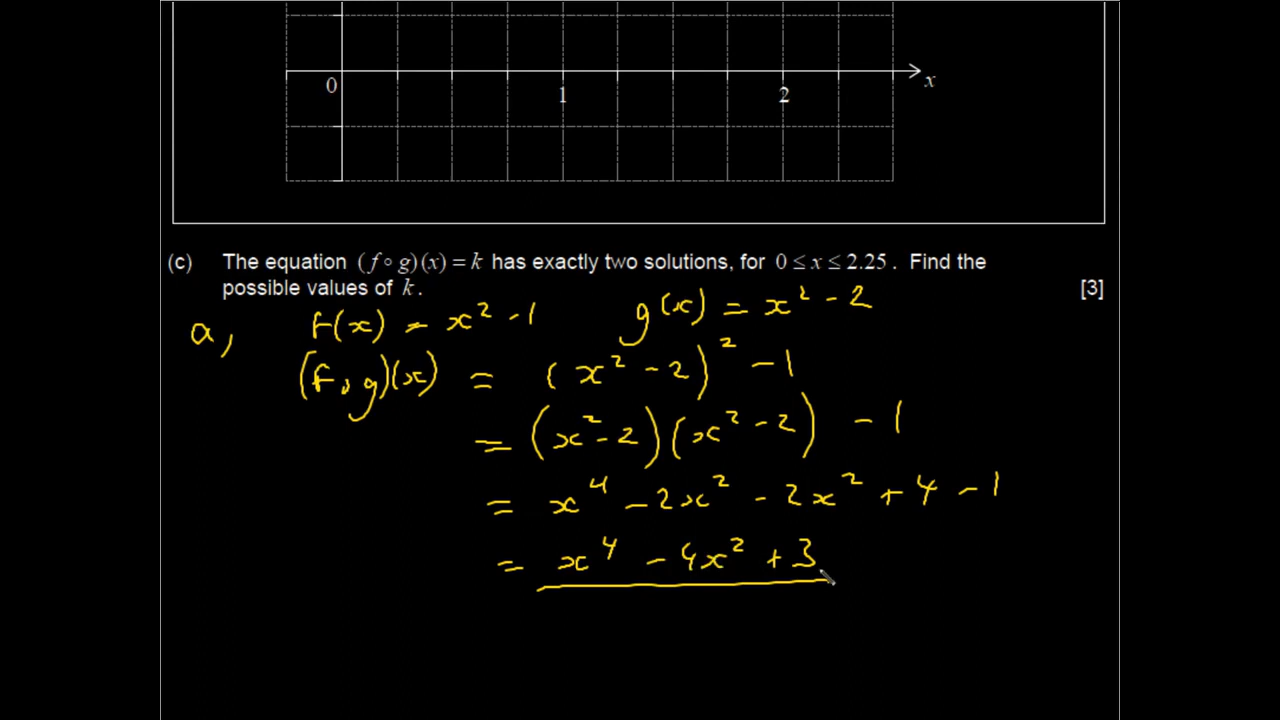 0 1 2 x
(c) The equation (f∘g)(x) = k has exactly two solutions, for 0 ≤ x ≤ 2.25 . Find the
possible values of k . [3]
a, f(x) = x² - 1 g(x) = x² - 2
(f∘g)(x) = (x² - 2)² - 1
= (x² - 2)(x² - 2) - 1
= x⁴ - 2x² - 2x² + 4 - 1
= x⁴ - 4x² + 3